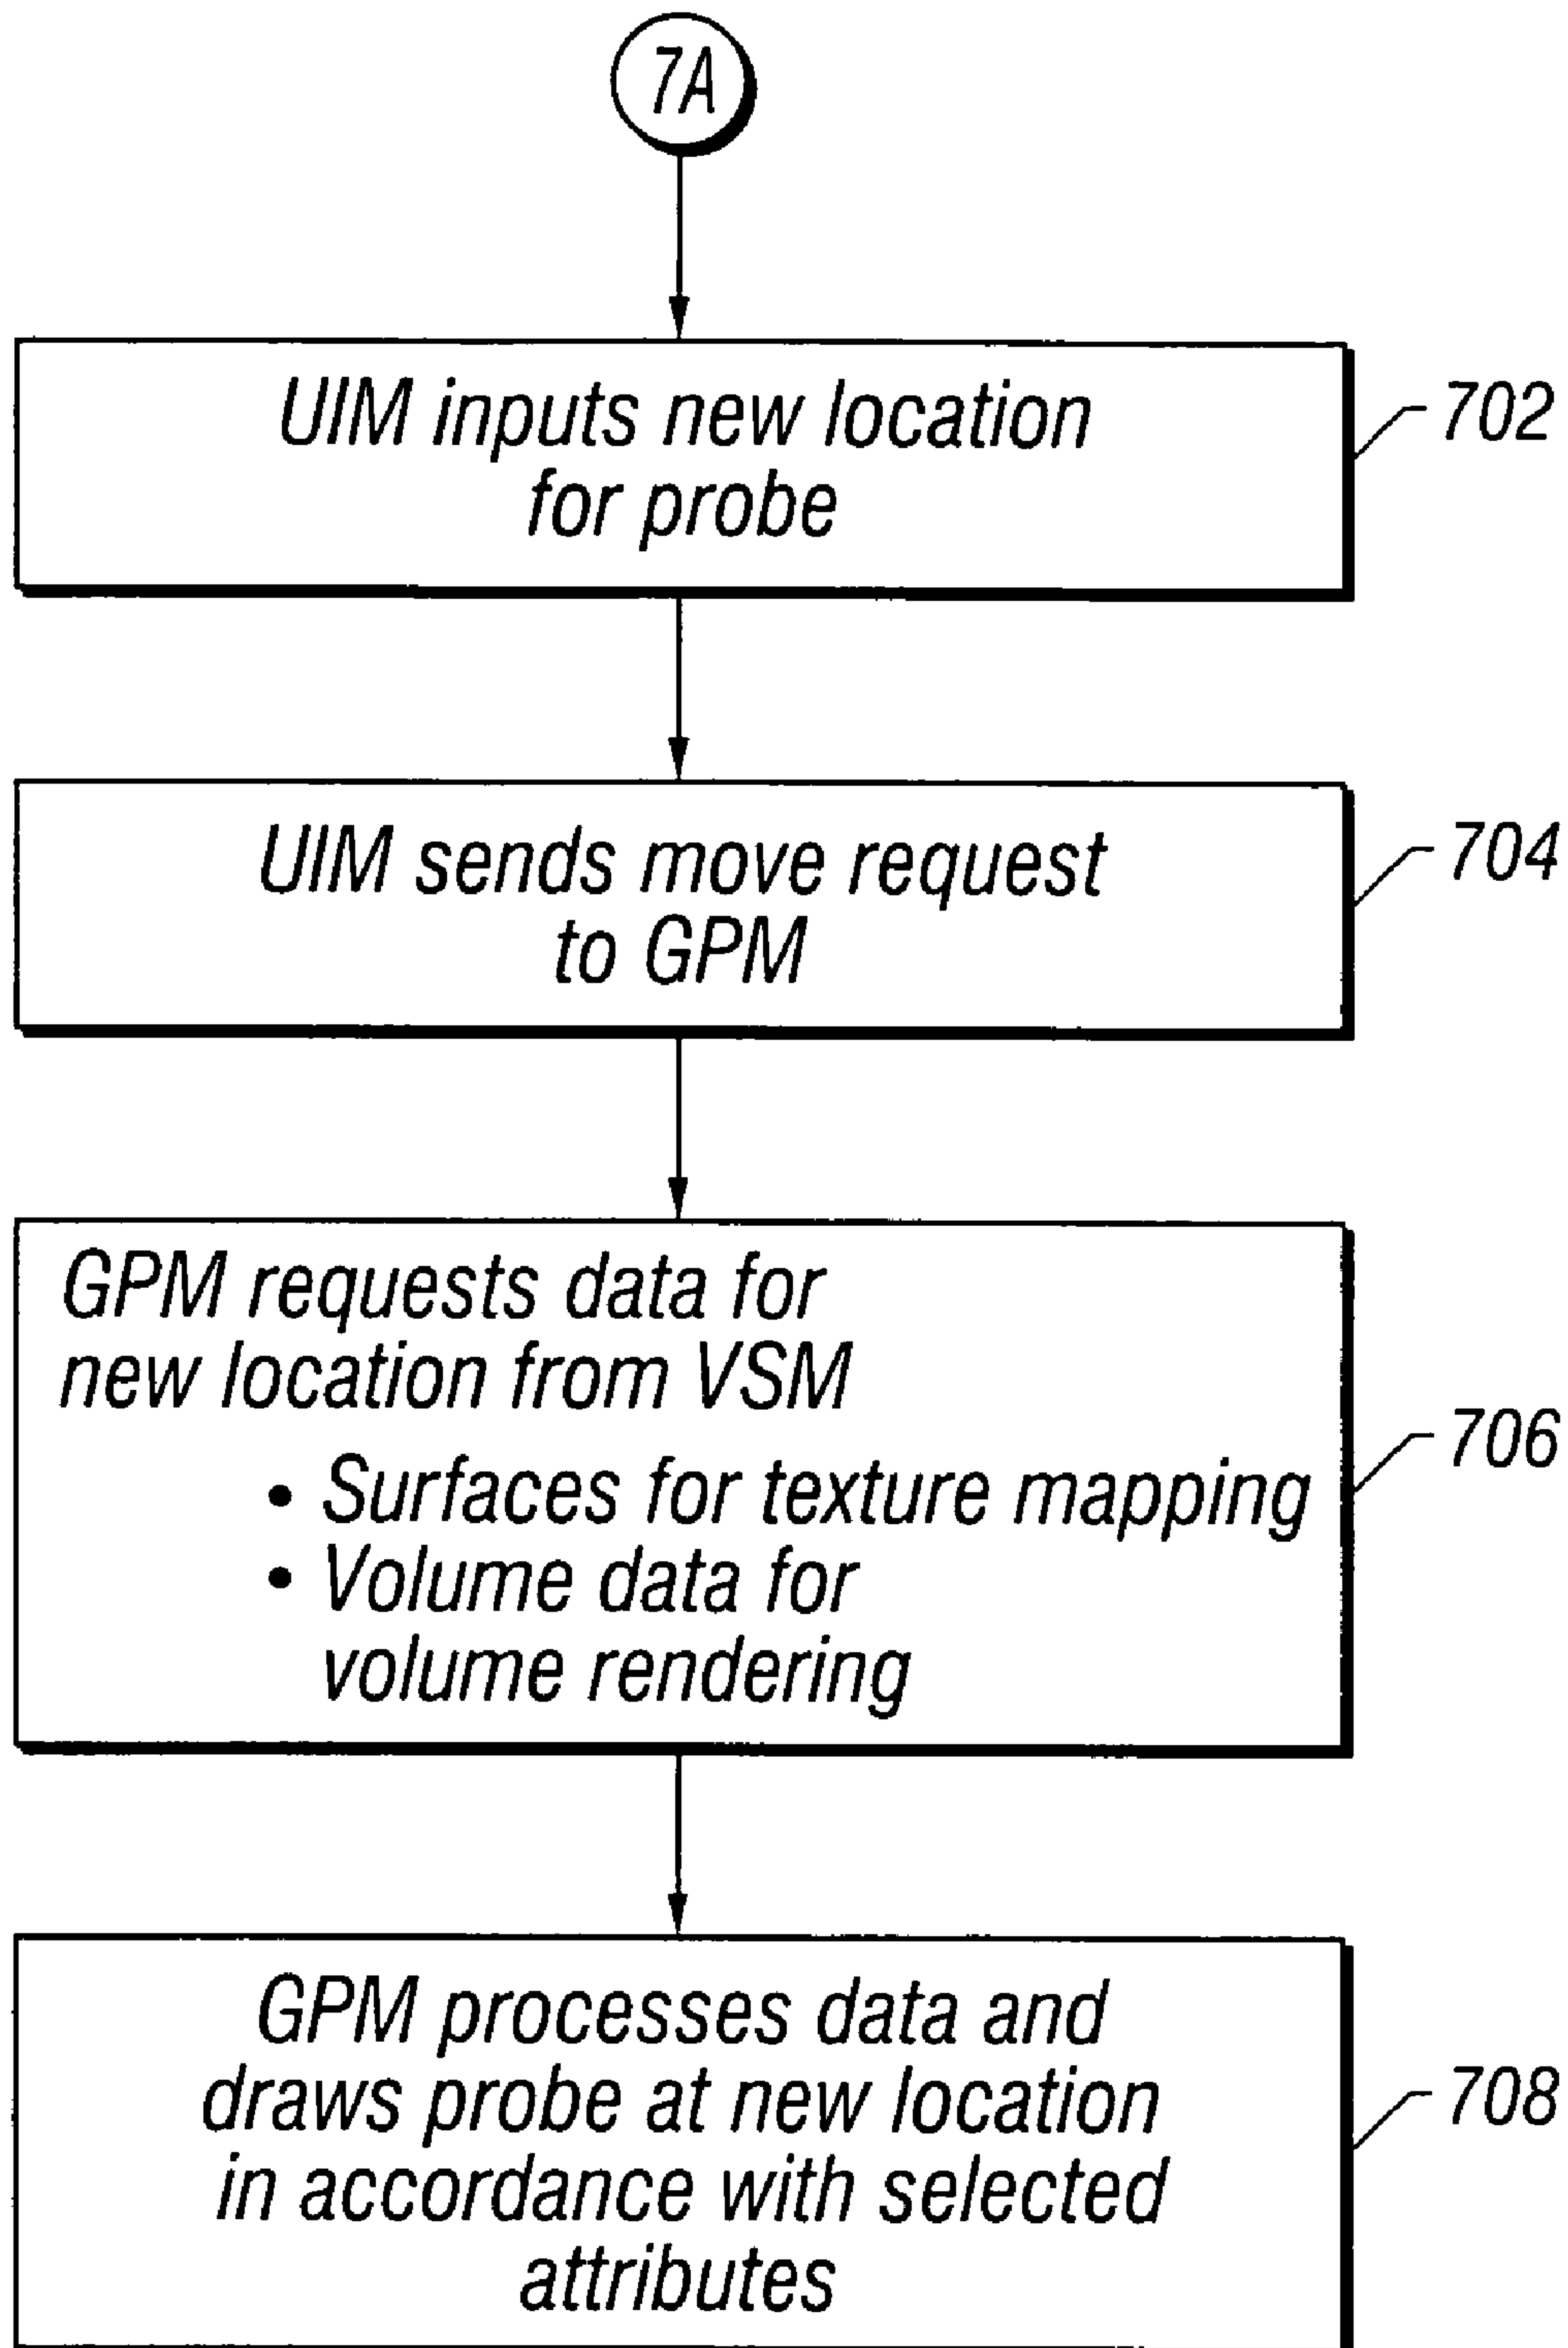 7A
UIM inputs new location
for probe
702
UIM sends move request
to GPM
704
GPM requests data for
new location from VSM
• Surfaces for texture mapping
• Volume data for
volume rendering
706
GPM processes data and
draws probe at new location
in accordance with selected
attributes
708